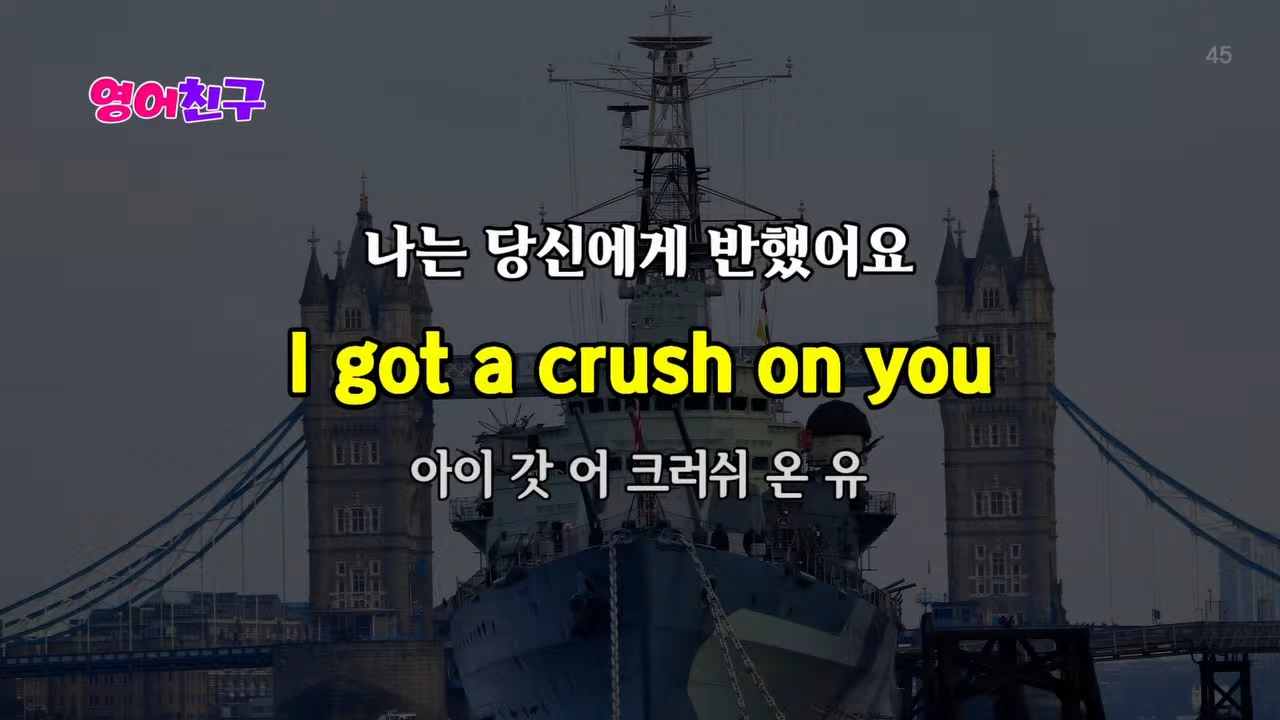 45
영어친구
나는 당신에게 반했어요
I got a crush on you
아이 갓 어 크러쉬 온 유